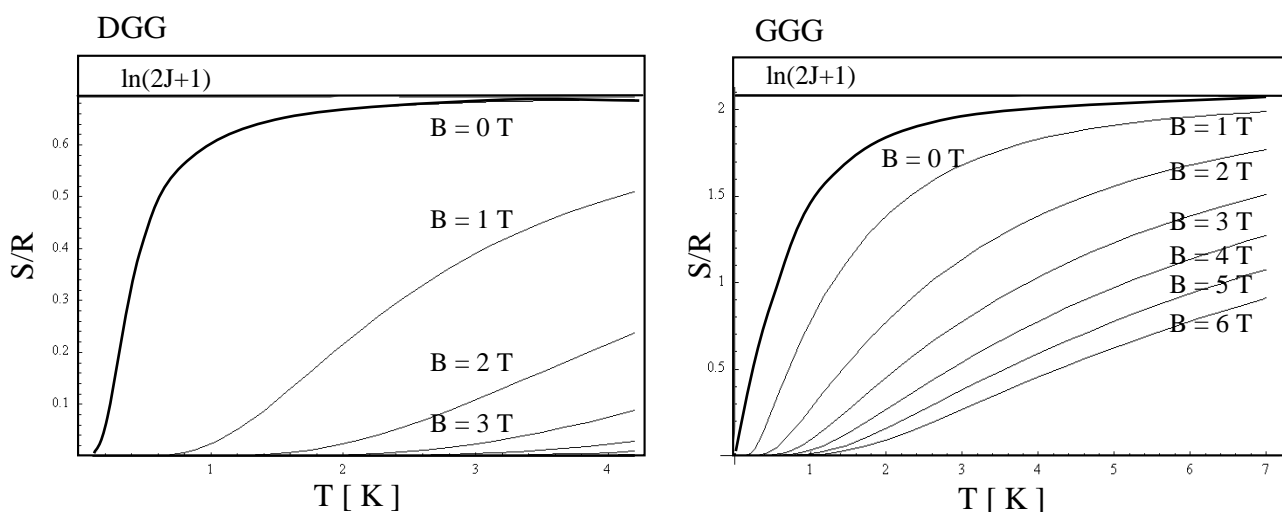 DGG
ln(2J+1)
0.6
0.5
0.4
0.3
0.2
0.1
S/R
B = 0 T
B = 1 T
B = 2 T
B = 3 T
1
2
3
4
T [ K ]
GGG
ln(2J+1)
2
1.5
1
0.5
S/R
B = 0 T
B = 1 T
B = 2 T
B = 3 T
B = 4 T
B = 5 T
B = 6 T
1
2
3
4
5
6
7
T [ K ]